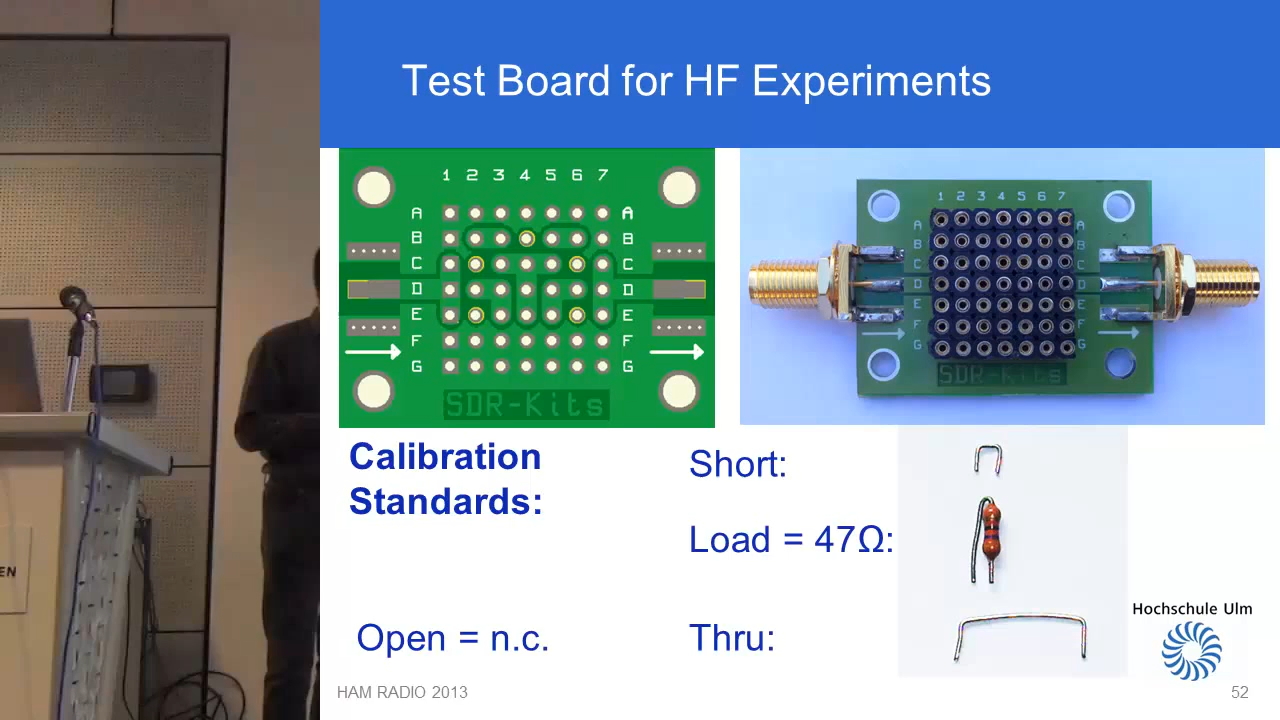 Test Board for HF Experiments
1 2 3 4 5 6 7
A A
B B
C C
D D
E E
F F
G G
SDR-Kits
1 2 3 4 5 6 7
A A
B B
C C
D D
E E
F F
G G
SDR-Kits
Calibration
Standards:
Short:
Load = 47Ω:
Open = n.c.
Thru:
Hochschule Ulm
HAM RADIO 2013
52
EN